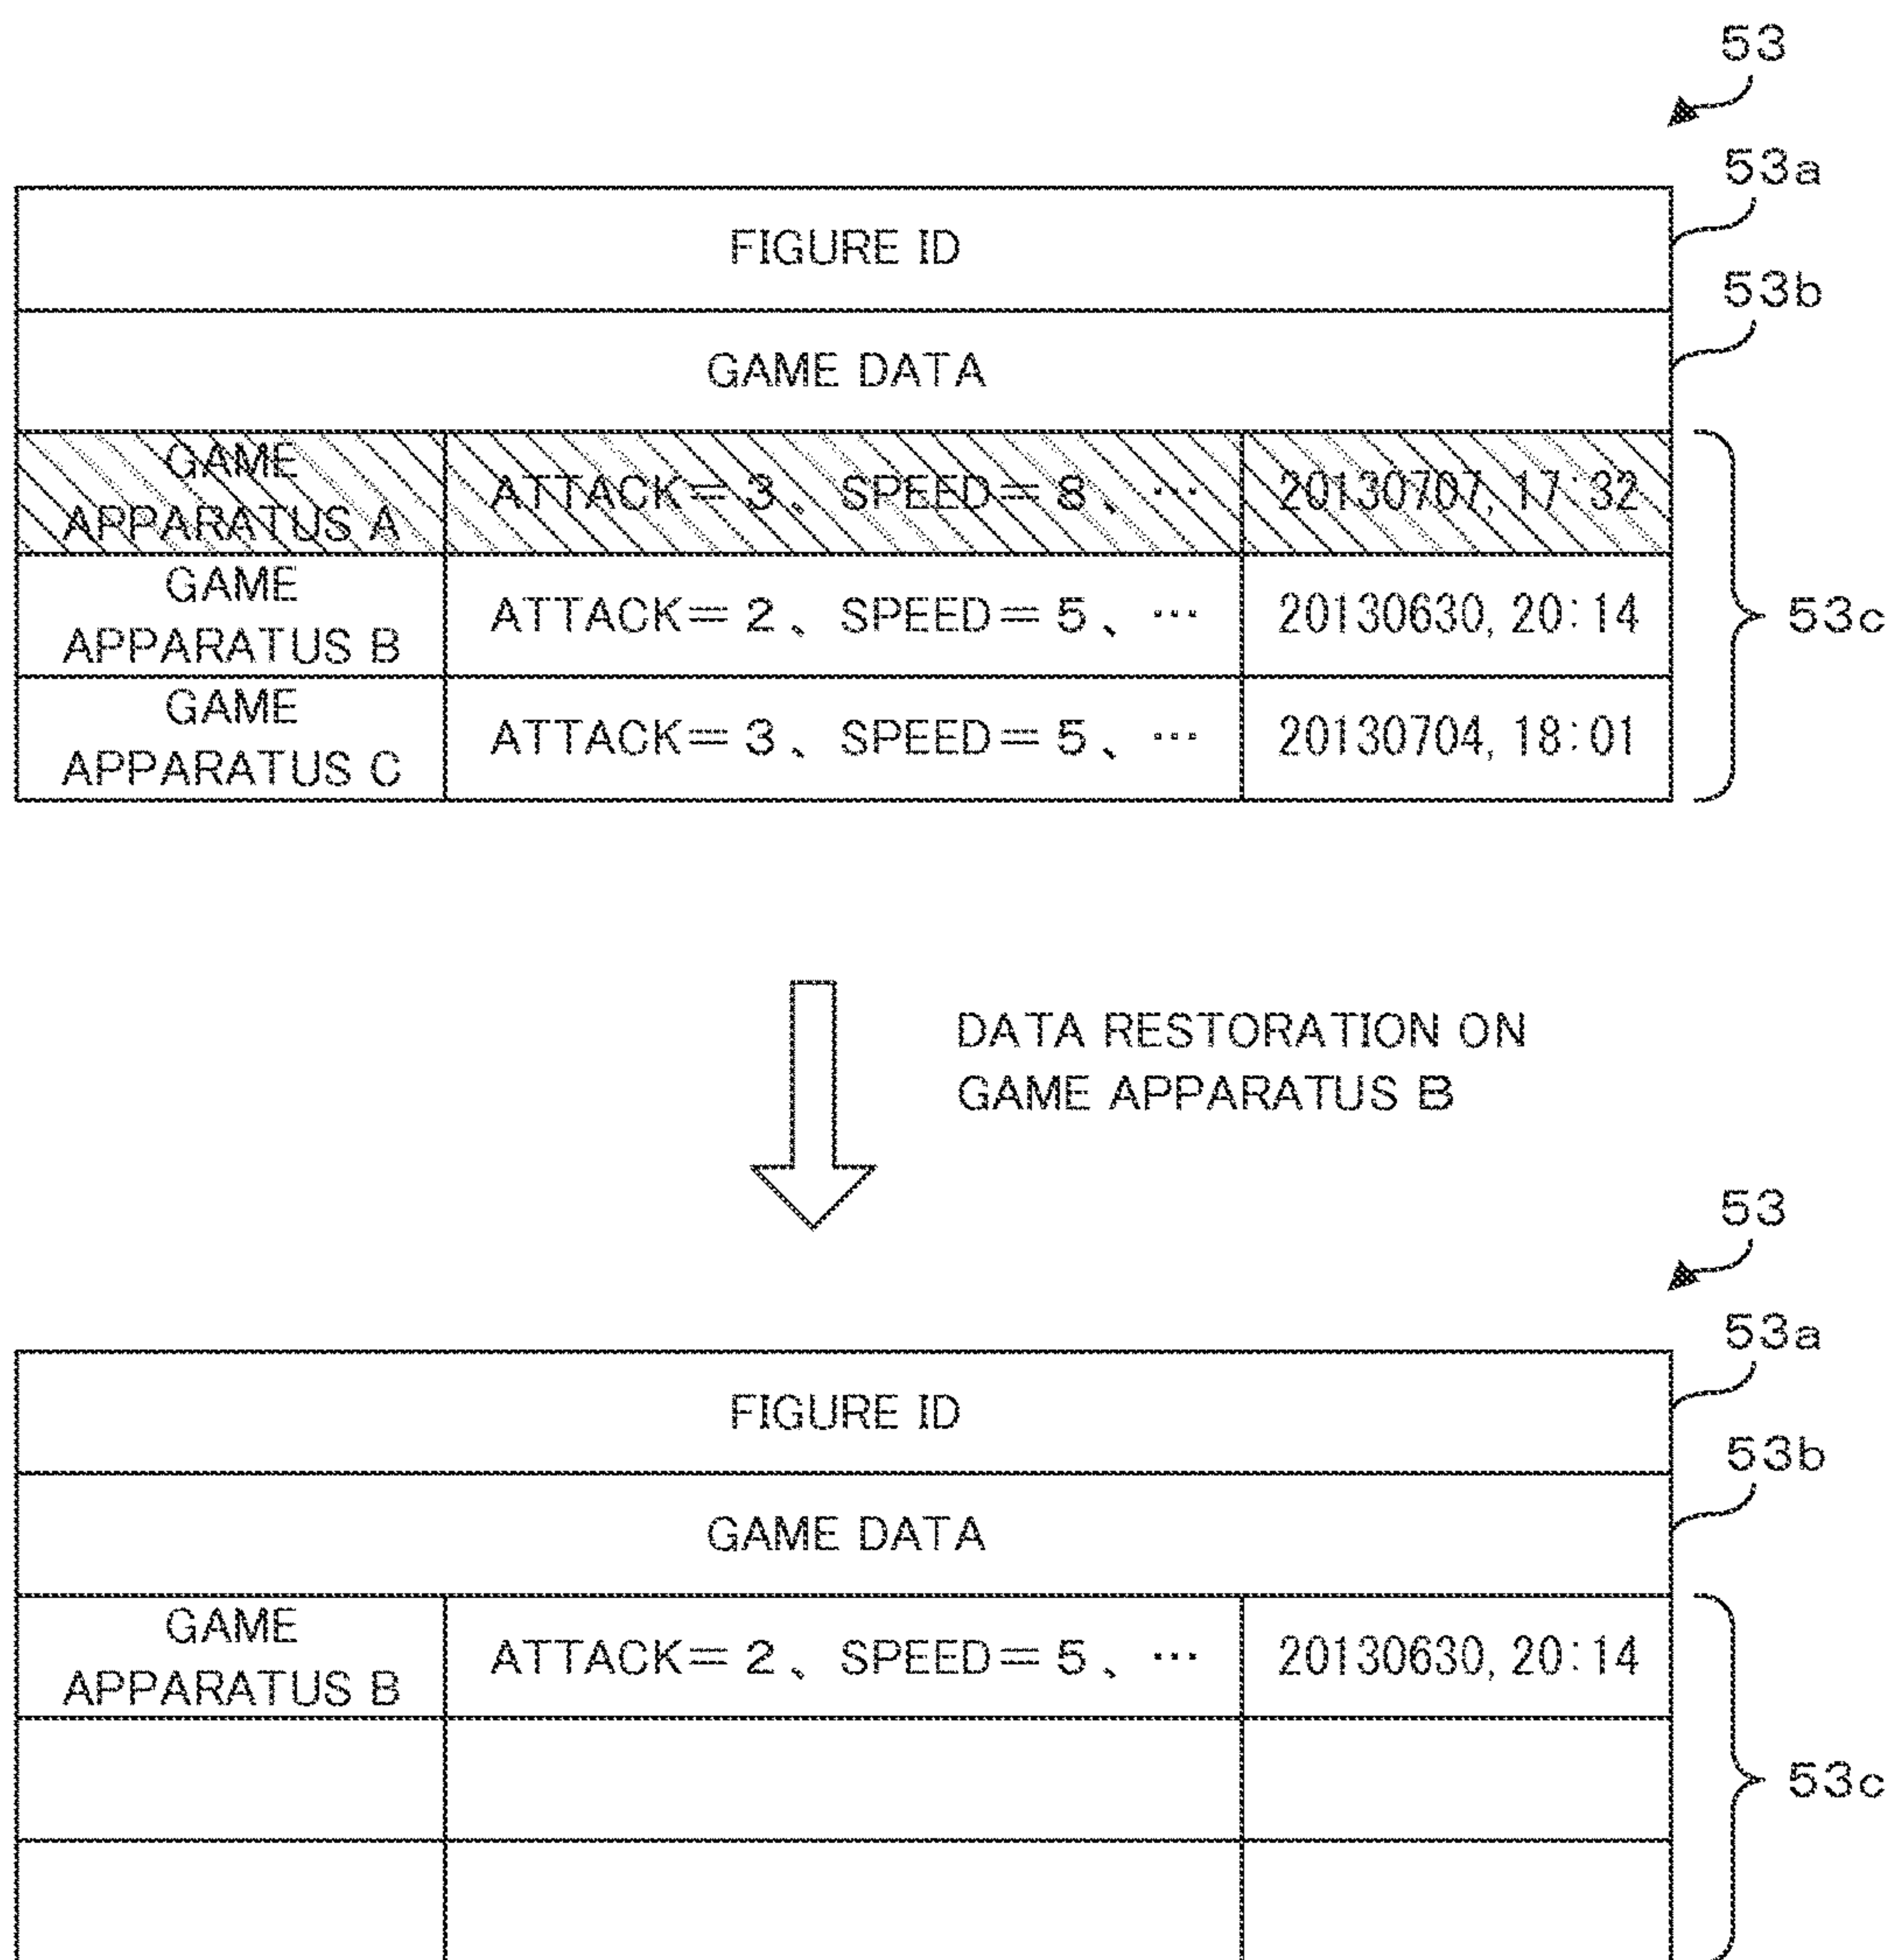 53
53a
FIGURE ID
53b
GAME DATA
GAME
APPARATUS A
ATTACK=3、SPEED=8、…
20130707, 17:32
GAME
APPARATUS B
ATTACK=2、SPEED=5、…
20130630, 20:14
53c
GAME
APPARATUS C
ATTACK=3、SPEED=5、…
20130704, 18:01
DATA RESTORATION ON
GAME APPARATUS B
53
53a
FIGURE ID
53b
GAME DATA
GAME
APPARATUS B
ATTACK=2、SPEED=5、…
20130630, 20:14
53c